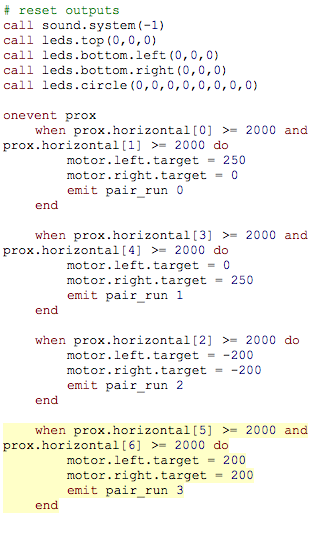 # reset outputs
call sound.system(-1)
call leds.top(0,0,0)
call leds.bottom.left(0,0,0)
call leds.bottom.right(0,0,0)
call leds.circle(0,0,0,0,0,0,0,0)
onevent prox
when prox.horizontal[0] >= 2000 and
prox.horizontal[1] >= 2000 do
motor.left.target = 250
motor.right.target = 0
emit pair_run 0
end
when prox.horizontal[3] >= 2000 and
prox.horizontal[4] >= 2000 do
motor.left.target = 0
motor.right.target = 250
emit pair_run 1
end
when prox.horizontal[2] >= 2000 do
motor.left.target = -200
motor.right.target = -200
emit pair_run 2
end
when prox.horizontal[5] >= 2000 and
prox.horizontal[6] >= 2000 do
motor.left.target = 200
motor.right.target = 200
emit pair_run 3
end